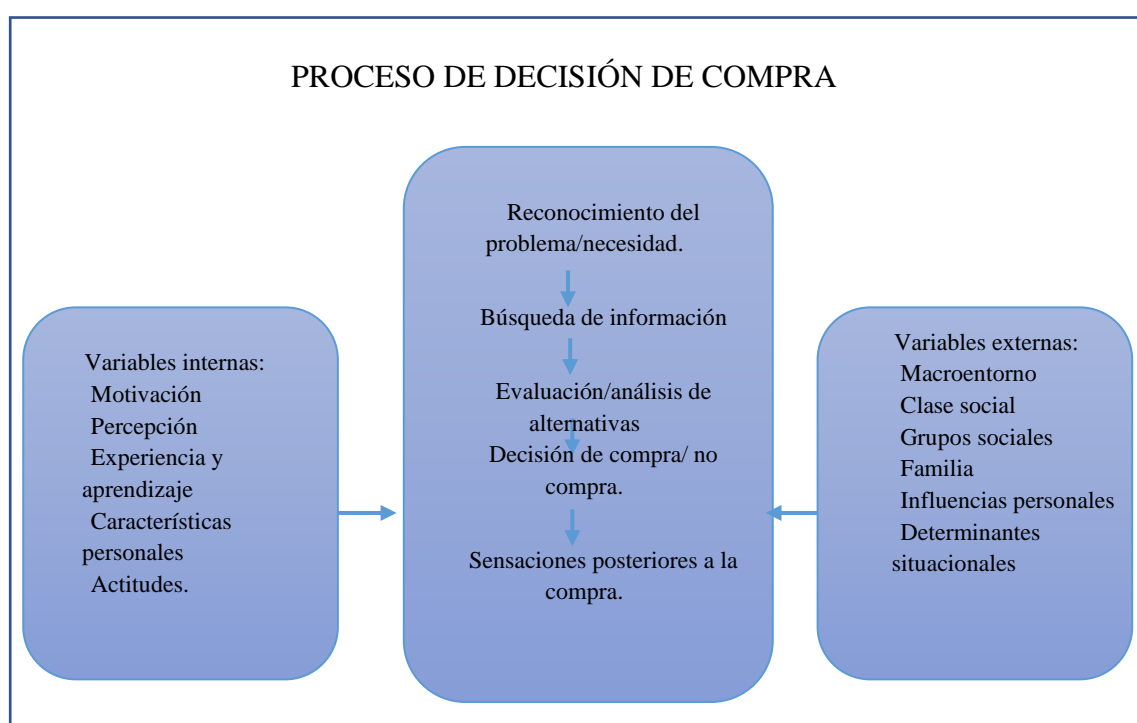 PROCESO DE DECISIÓN DE COMPRA
Variables internas:
Motivación
Percepción
Experiencia y
aprendizaje
Característicás
personales
Actitudes.
Reconocimiento del
problema/necesidad.
Búsqueda de información
Evaluación/análisis de
alternativas
Decisión de compra/ no
compra.
Sensaciones posteriores a la
compra.
Variables externas:
Macroentorno
Clase social
Grupos sociales
Familia
Influencias personales
Determinantes
situacionales